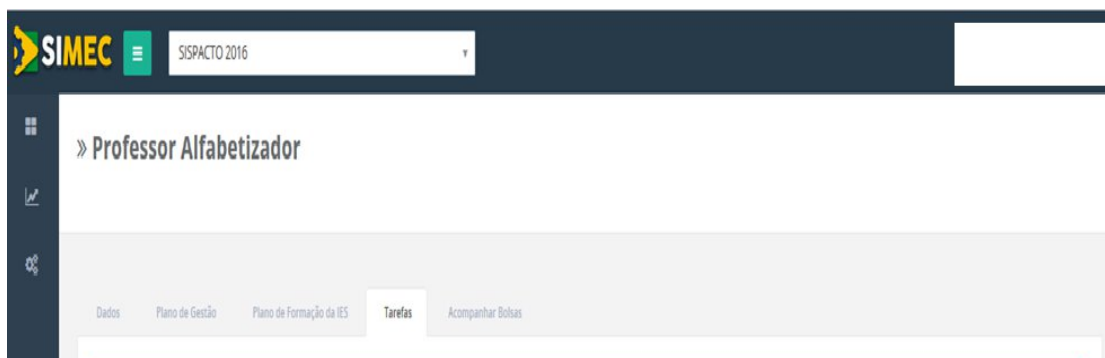 SIMEC
SISPACTO 2016
» Professor Alfabetizador
Dados Plano de Gestão Plano de Formação da IES Tarefas Acompanhar Bolsas